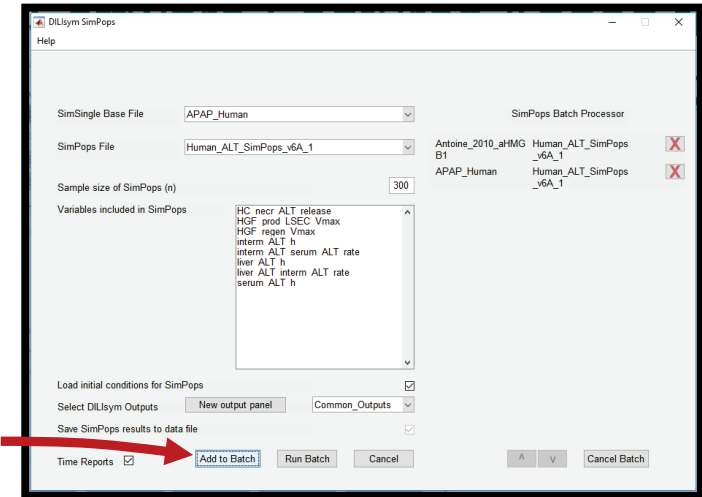 DILIsym SimPops
Help
SimSingle Base File
APAP_Human
SimPops File
Human_ALT_SimPops_v6A_1
Sample size of SimPops (n)
300
Variables included in SimPops
HC necr ALT release
HGF prod LSEC Vmax
HGF regen Vmax
interm ALT h
interm ALT serum ALT rate
liver ALT h
liver ALT interm ALT rate
serum ALT h
Load initial conditions for SimPops
Select DILIsym Outputs
New output panel
Common_Outputs
Save SimPops results to data file
Time Reports
Add to Batch
Run Batch
Cancel
SimPops Batch Processor
Antoine_2010_aHMG Human_ALT_SimPops
B1 _v6A_1
X
APAP_Human Human_ALT_SimPops
_v6A_1
X
^ v Cancel Batch